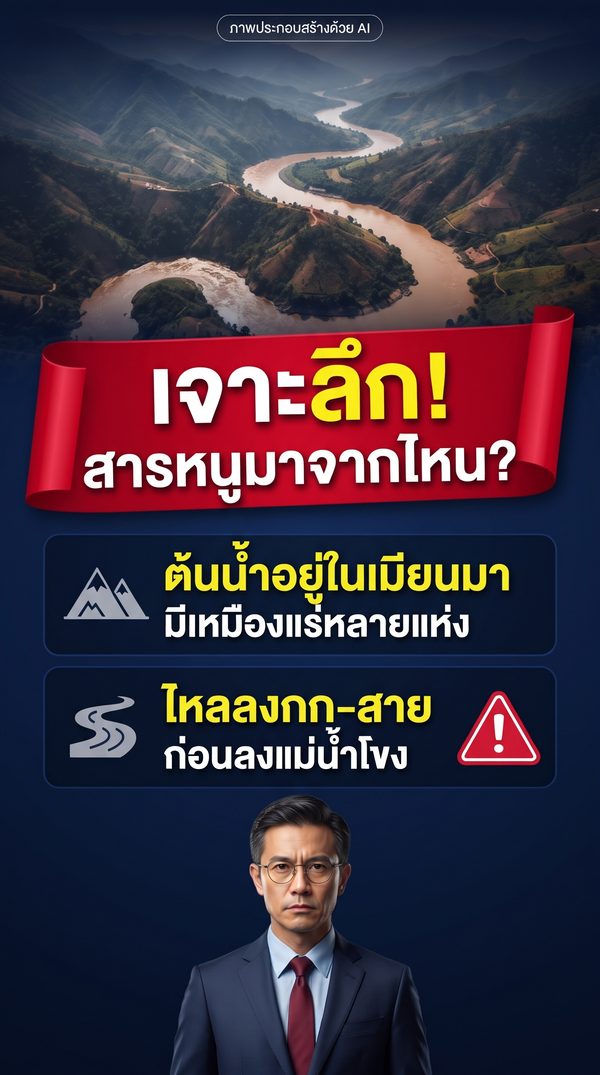 ภาพประกอบสร้างด้วย AI
เจาะลึก!
สารหนูมาจากไหน?
ต้นน้ำอยู่ในเมียนมา
มีเหมืองแร่หลายแห่ง
ไหลลงกก-สาย
ก่อนลงแม่น้ำโขง